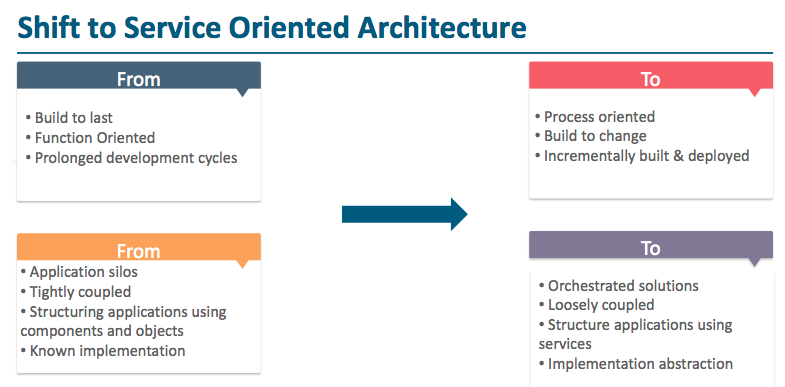 Shift to Service Oriented Architecture
From
• Build to last
• Function Oriented
• Prolonged development cycles
To
• Process oriented
• Build to change
• Incrementally built & deployed
From
• Application silos
• Tightly coupled
• Structuring applications using
components and objects
• Known implementation
To
• Orchestrated solutions
• Loosely coupled
• Structure applications using
services
• Implementation abstraction